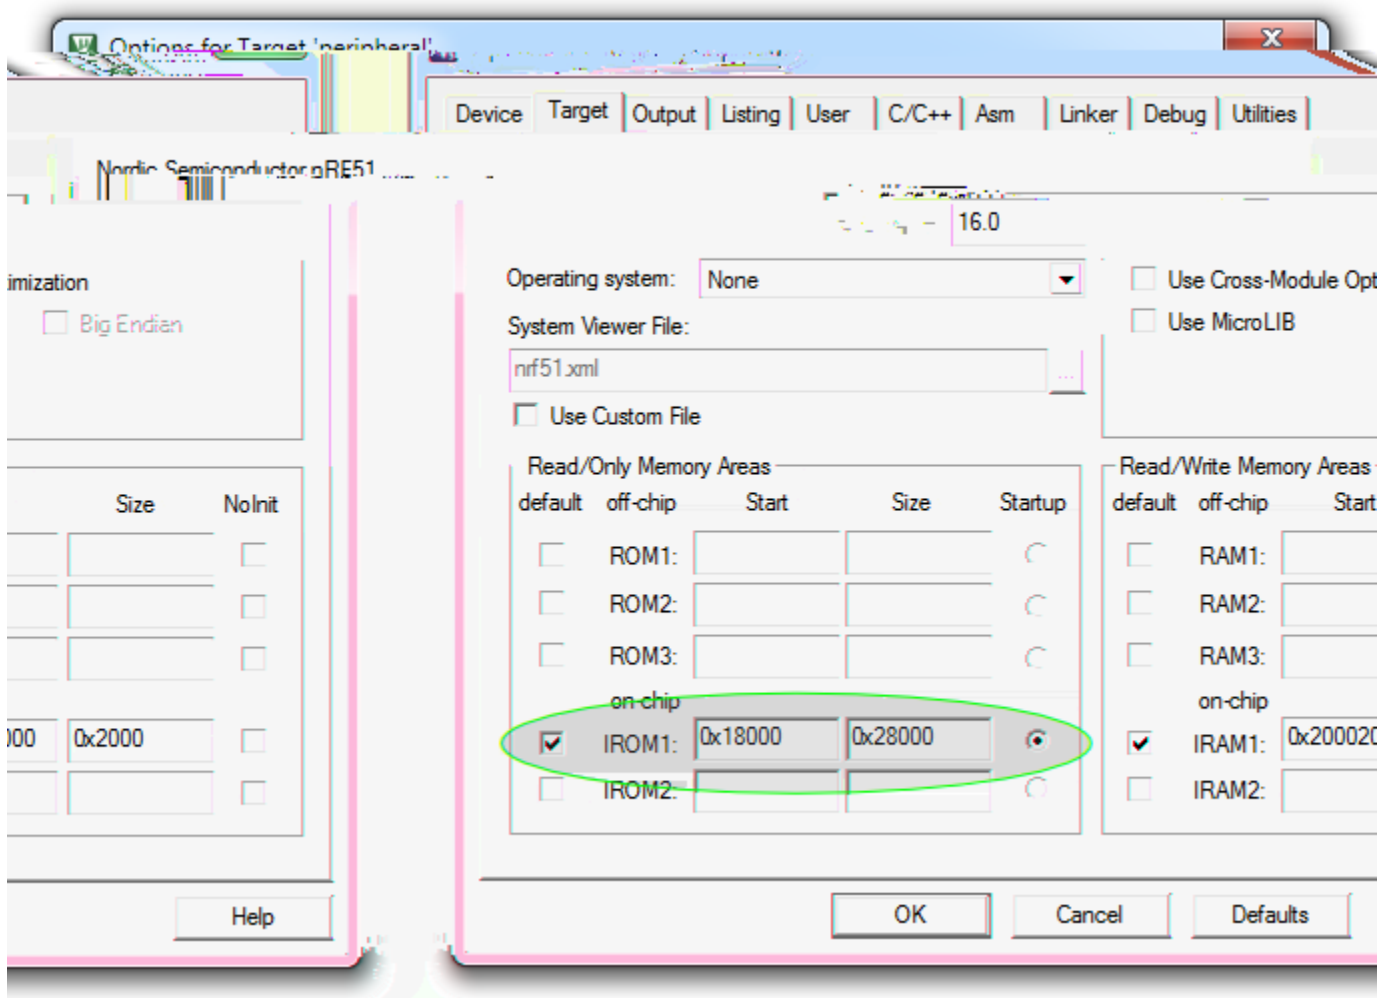 Options for Target 'peripheral'
Device Target Output Listing User C/C++ Asm Linker Debug Utilities
Nordic Semiconductor nRF51
16.0
imization
Operating system: None
Use Cross-Module Opt
Big Endian
System Viewer File:
Use MicroLIB
nrf51.xml
...
Use Custom File
Read/Only Memory Areas
Read/Write Memory Areas
Size NoInit
default off-chip Start Size Startup
default off-chip Start
ROM1:
RAM1:
ROM2:
RAM2:
ROM3:
RAM3:
on-chip
on-chip
000 0x2000
IROM1: 0x18000 0x28000
IRAM1: 0x200020
IROM2:
IRAM2:
Help
OK Cancel Defaults